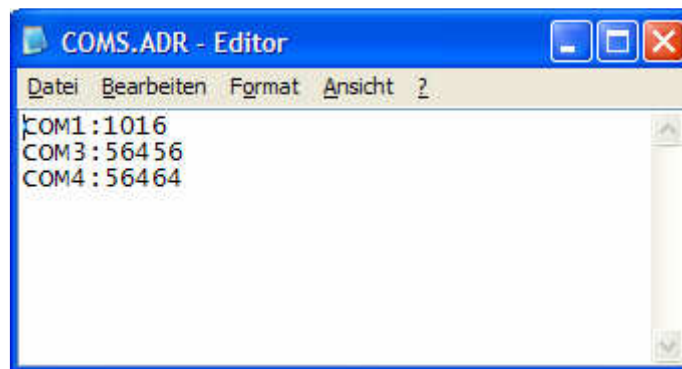 COMS.ADR - Editor
Datei Bearbeiten Format Ansicht ?
COM1:1016
COM3:56456
COM4:56464